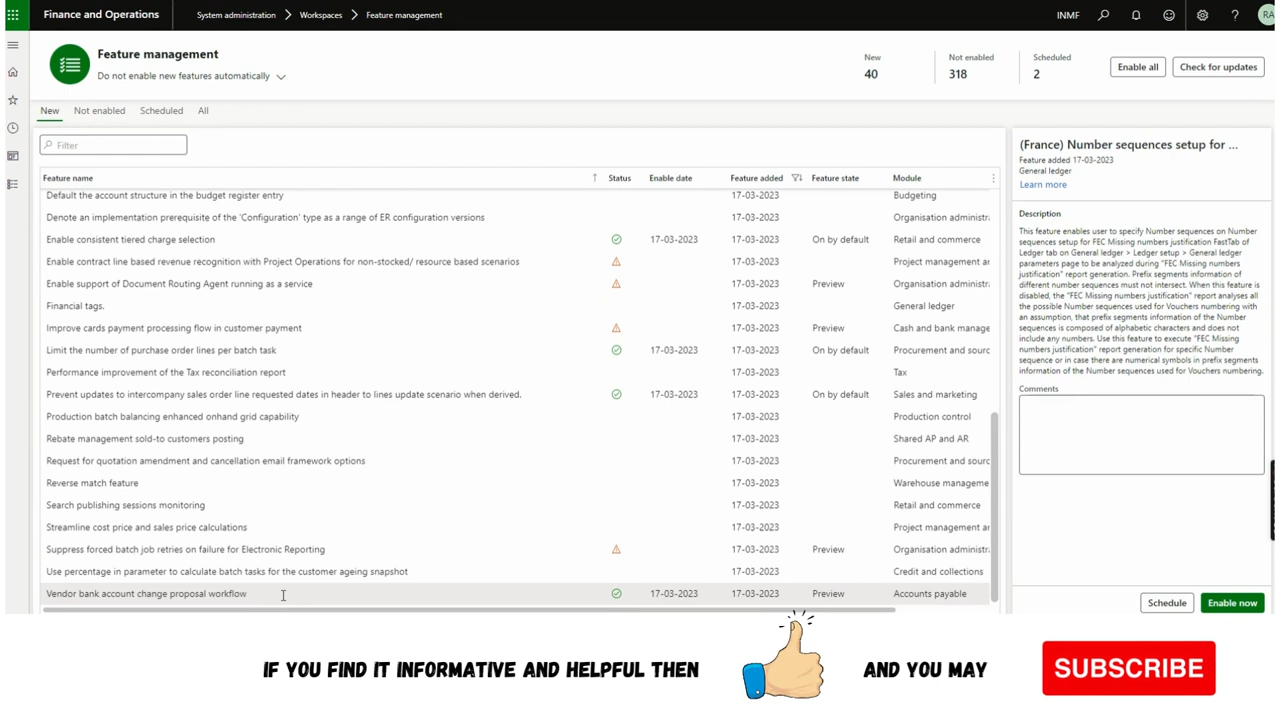 Finance and Operations
System administration
Workspaces
Feature management
INMF
?
RA
Feature management
Do not enable new features automatically
New
40
Not enabled
318
Scheduled
2
Enable all
Check for updates
New
Not enabled
Scheduled
All
Filter
Feature name Status Enable date Feature added Feature state Module
Default the account structure in the budget register entry 17-03-2023 Budgeting
Denote an implementation prerequisite of the 'Configuration' type as a range of ER configuration versions 17-03-2023 Organisation administra
Enable consistent tiered charge selection 17-03-2023 17-03-2023 On by default Retail and commerce
Enable contract line based revenue recognition with Project Operations for non-stocked/ resource based scenarios 17-03-2023 Project management ar
Enable support of Document Routing Agent running as a service 17-03-2023 Preview Organisation administra
Financial tags. 17-03-2023 General ledger
Improve cards payment processing flow in customer payment 17-03-2023 Preview Cash and bank manage
Limit the number of purchase order lines per batch task 17-03-2023 17-03-2023 On by default Procurement and sourc
Performance improvement of the Tax reconciliation report 17-03-2023 Tax
Prevent updates to intercompany sales order line requested dates in header to lines update scenario when derived. 17-03-2023 17-03-2023 On by default Sales and marketing
Production batch balancing enhanced onhand grid capability 17-03-2023 Production control
Rebate management sold-to customers posting 17-03-2023 Shared AP and AR
Request for quotation amendment and cancellation email framework options 17-03-2023 Procurement and sourc
Reverse match feature 17-03-2023 Warehouse manageme
Search publishing sessions monitoring 17-03-2023 Retail and commerce
Streamline cost price and sales price calculations 17-03-2023 Project management ar
Suppress forced batch job retries on failure for Electronic Reporting 17-03-2023 Preview Organisation administra
Use percentage in parameter to calculate batch tasks for the customer ageing snapshot 17-03-2023 Credit and collections
Vendor bank account change proposal workflow 17-03-2023 17-03-2023 Preview Accounts payable
(France) Number sequences setup for ...
Feature added 17-03-2023
General ledger
Learn more
Description
This feature enables user to specify Number sequences on Number
sequences setup for FEC Missing numbers justification FastTab of
Ledger tab on General ledger > Ledger setup > General ledger
parameters page to be analyzed during "FEC Missing numbers
justification" report generation. Prefix segments information of
different number sequences must not intersect. When this feature is
disabled, the "FEC Missing numbers justification" report analyses all
the possible Number sequences used for Vouchers numbering with
an assumption, that prefix segments information of the Number
sequences is composed of alphabetic characters and does not
include any numbers. Use this feature to execute "FEC Missing
numbers justification" report generation for specific Number
sequence or in case there are numerical symbols in prefix segments
information of the Number sequences used for Vouchers numbering.
Comments
Schedule
Enable now
IF YOU FIND IT INFORMATIVE AND HELPFUL THEN
AND YOU MAY
SUBSCRIBE